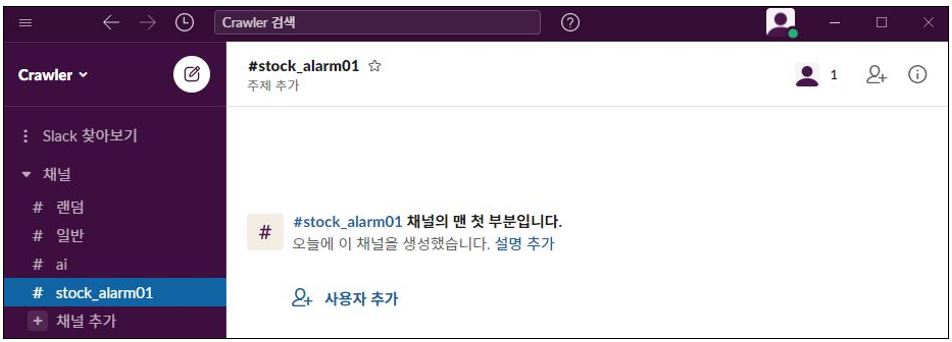 Crawler 검색
Crawler
#stock_alarm01
주제 추가
1
Slack 찾아보기
채널
# 랜덤
# 일반
# ai
# stock_alarm01
+ 채널 추가
#
#stock_alarm01 채널의 맨 첫 부분입니다.
오늘에 이 채널을 생성했습니다. 설명 추가
사용자 추가